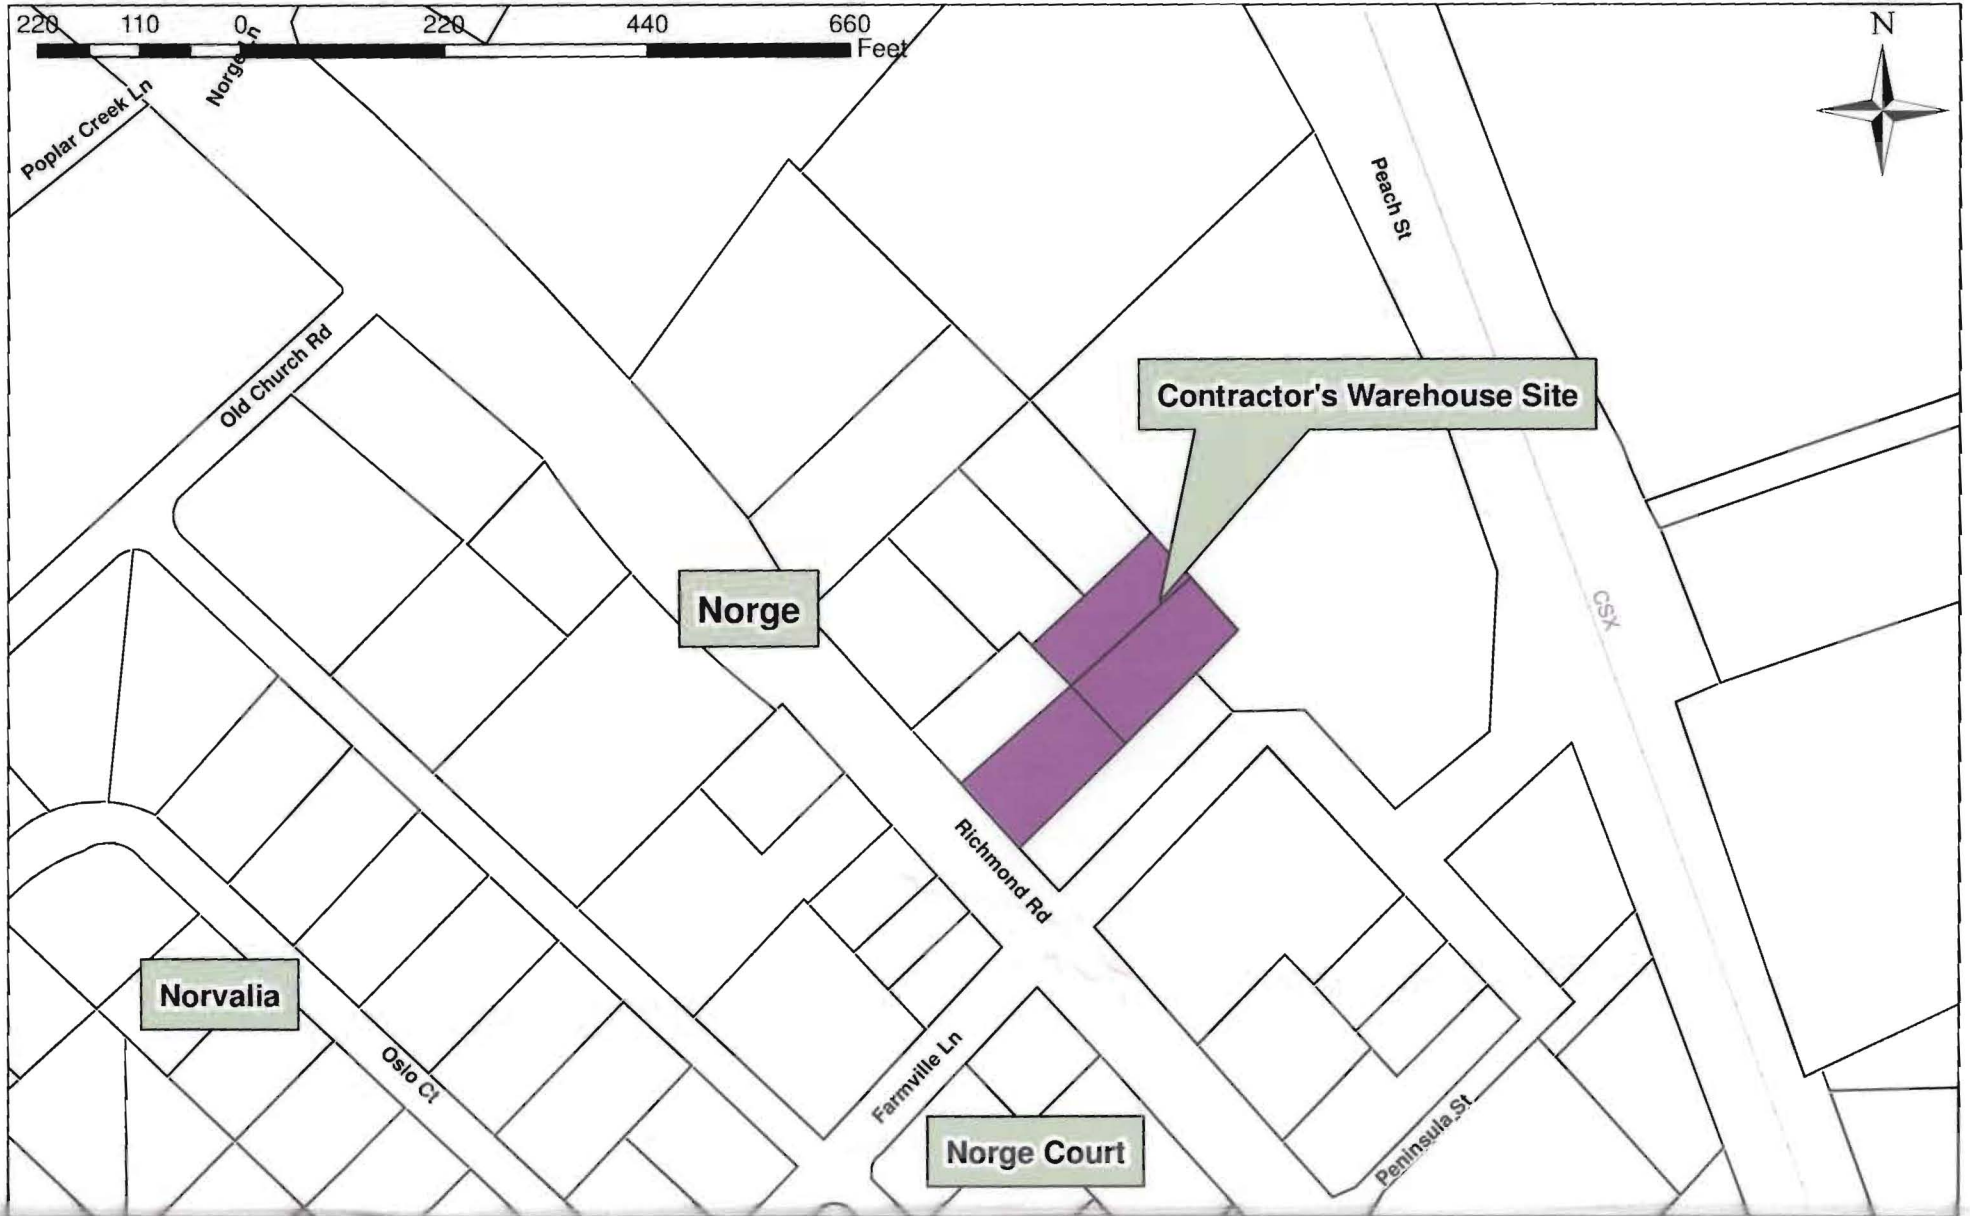 220 110 0 220 440 660
Feet
N
Norge Ln
Poplar Creek Ln
Peach St
Old Church Rd
Contractor's Warehouse Site
Norge
CSX
Richmond Rd
Norvalia
Oslo Ct
Farmville Ln
Norge Court
Peninsula St